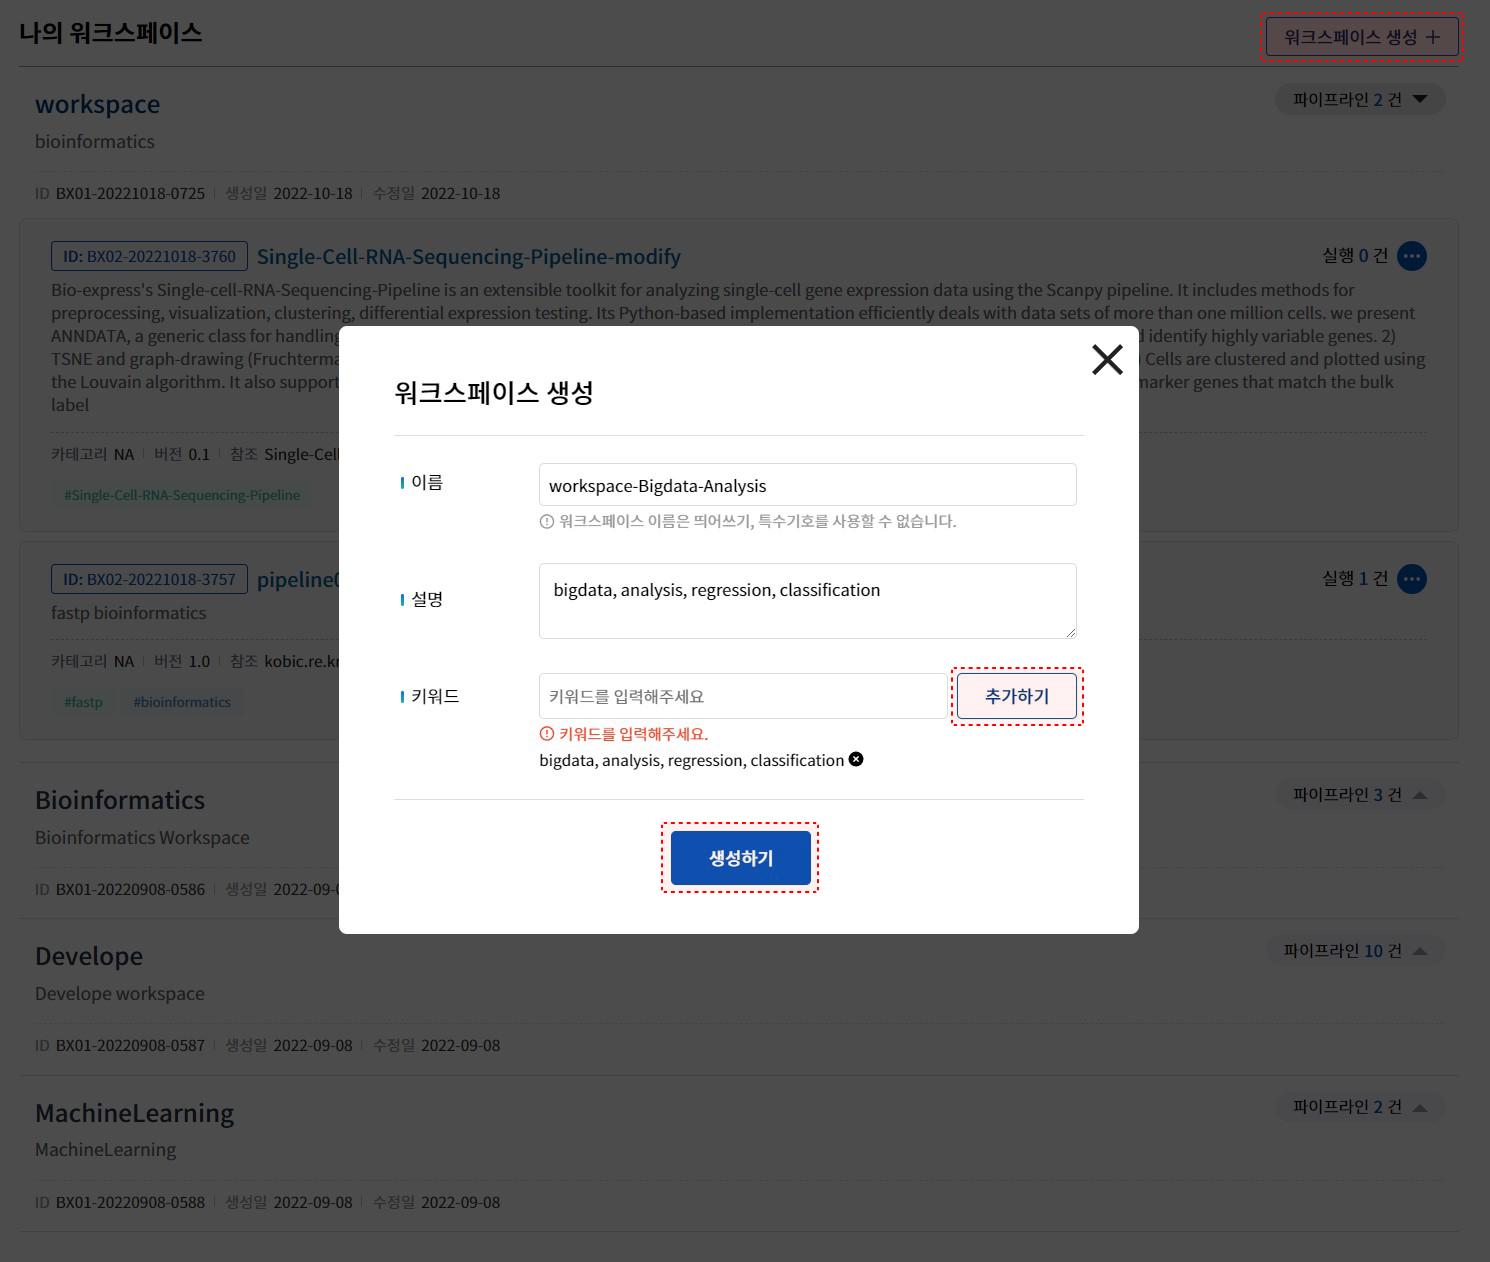 나의 워크스페이스
워크스페이스 생성 +
workspace
파이프라인 2 건
bioinformatics
ID BX01-20221018-0725 생성일 2022-10-18 수정일 2022-10-18
ID: BX02-20221018-3760 Single-Cell-RNA-Sequencing-Pipeline-modify
실행 0 건
Bio-express's Single-cell-RNA-Sequencing-Pipeline is an extensible toolkit for analyzing single-cell gene expression data using the Scanpy pipeline. It includes methods for
preprocessing, visualization, clustering, differential expression testing. Its Python-based implementation efficiently deals with data sets of more than one million cells. we present
ANNDATA, a generic class for handling identify highly variable genes. 2)
TSNE and graph-drawing (Fruchterma Cells are clustered and plotted using
the Louvain algorithm. It also support marker genes that match the bulk
label
카테고리 NA 버전 0.1 참조 Single-Cell
#Single-Cell-RNA-Sequencing-Pipeline
ID: BX02-20221018-3757 pipeline
실행 1 건
fastp bioinformatics
카테고리 NA 버전 1.0 참조 kobic.re.kr
#fastp #bioinformatics
워크스페이스 생성
이름
workspace-Bigdata-Analysis
워크스페이스 이름은 띄어쓰기, 특수기호를 사용할 수 없습니다.
설명
bigdata, analysis, regression, classification
키워드
키워드를 입력해주세요
추가하기
키워드를 입력해주세요.
bigdata, analysis, regression, classification
생성하기
Bioinformatics
파이프라인 3 건
Bioinformatics Workspace
ID BX01-20220908-0586 생성일 2022-09-0
Develope
파이프라인 10 건
Develope workspace
ID BX01-20220908-0587 생성일 2022-09-08 수정일 2022-09-08
MachineLearning
파이프라인 2 건
MachineLearning
ID BX01-20220908-0588 생성일 2022-09-08 수정일 2022-09-08